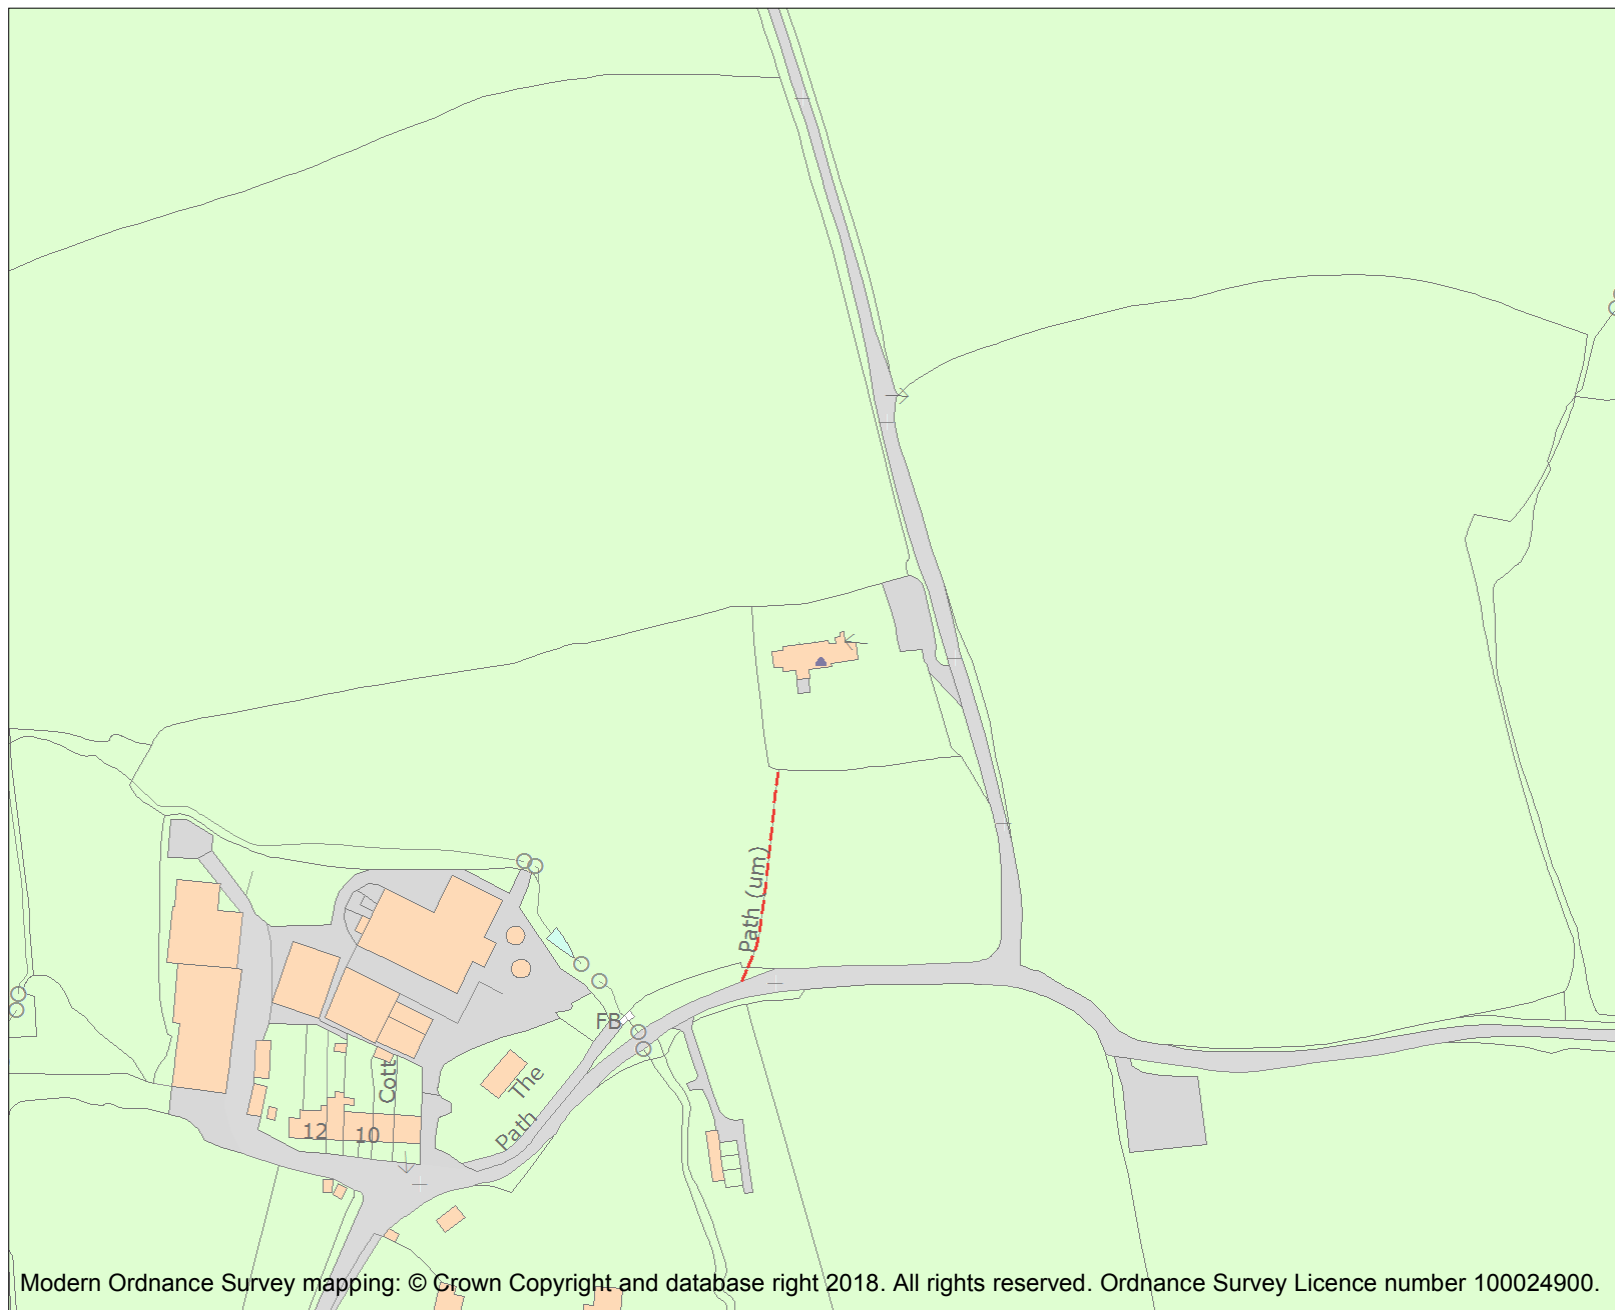 Path (um)
FB
The
Cott
Path
12
10
Modern Ordnance Survey mapping: © Crown Copyright and database right 2018. All rights reserved. Ordnance Survey Licence number 100024900.